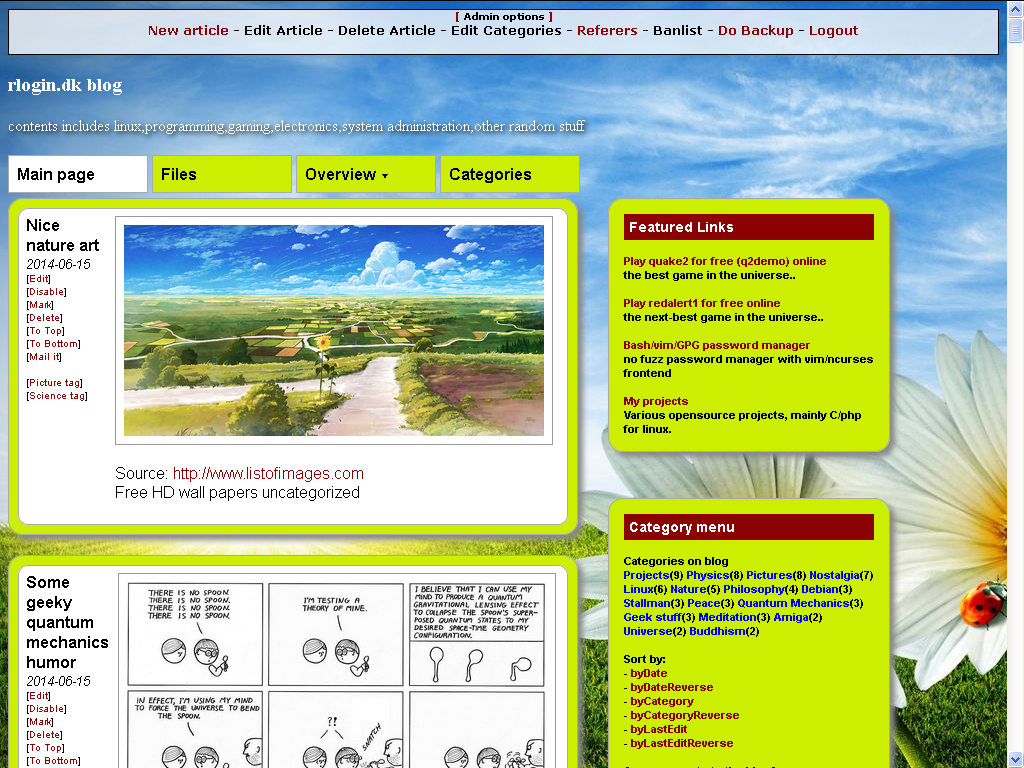 [ Admin options ]
New article - Edit Article - Delete Article - Edit Categories - Referers - Banlist - Do Backup - Logout
rlogin.dk blog
contents includes linux,programming,gaming,electronics,system administration,other random stuff
Main page
Files
Overview
Categories
Nice
nature art
2014-06-15
[Edit]
[Disable]
[Mark]
[Delete]
[To Top]
[To Bottom]
[Mail it]
[Picture tag]
[Science tag]
Source: http://www.listofimages.com
Free HD wall papers uncategorized
Some
geeky
quantum
mechanics
humor
2014-06-15
[Edit]
[Disable]
[Mark]
[Delete]
[To Top]
[To Bottom]
THERE IS NO SPOON.
THERE IS NO SPOON.
THERE IS NO SPOON.
THERE IS NO SPOON.
I'M TESTING A
THEORY OF MINE.
I BELIEVE THAT I CAN USE MY
MIND TO PRODUCE A QUANTUM
GRAVITATIONAL LENSING EFFECT
TO COLLAPSE THE SPOON'S SUPER-
POSED QUANTUM STATES TO MY
DESIRED SPACE-TIME GEOMETRY
CONFIGURATION.
IN EFFECT, I'M USING MY MIND
TO FORCE THE UNIVERSE TO BEND
THE SPOON.
?!
SNATCH
Featured Links
Play quake2 for free (q2demo) online
the best game in the universe..
Play redalert1 for free online
the next-best game in the universe..
Bash/vim/GPG password manager
no fuzz password manager with vim/ncurses
frontend
My projects
Various opensource projects, mainly C/php
for linux.
Category menu
Categories on blog
Projects(9) Physics(8) Pictures(8) Nostalgia(7)
Linux(6) Nature(5) Philosophy(4) Debian(3)
Stallman(3) Peace(3) Quantum Mechanics(3)
Geek stuff(3) Meditation(3) Amiga(2)
Universe(2) Buddhism(2)
Sort by:
- byDate
- byDateReverse
- byCategory
- byCategoryReverse
- byLastEdit
- byLastEditReverse